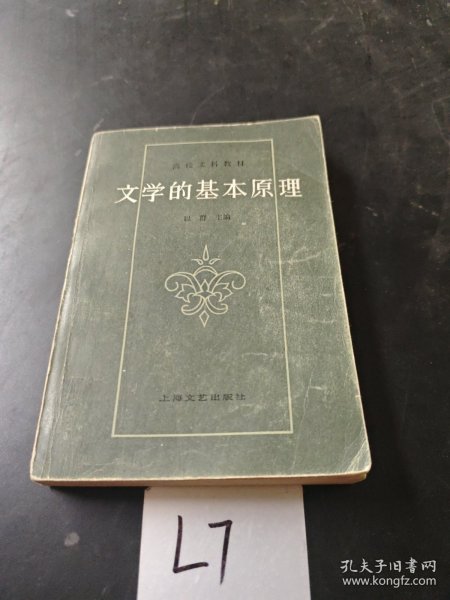 高校文科教材
文学的基本原理
以群 主编
上海文艺出版社
L7
孔夫子旧书网
www.kongfz.com